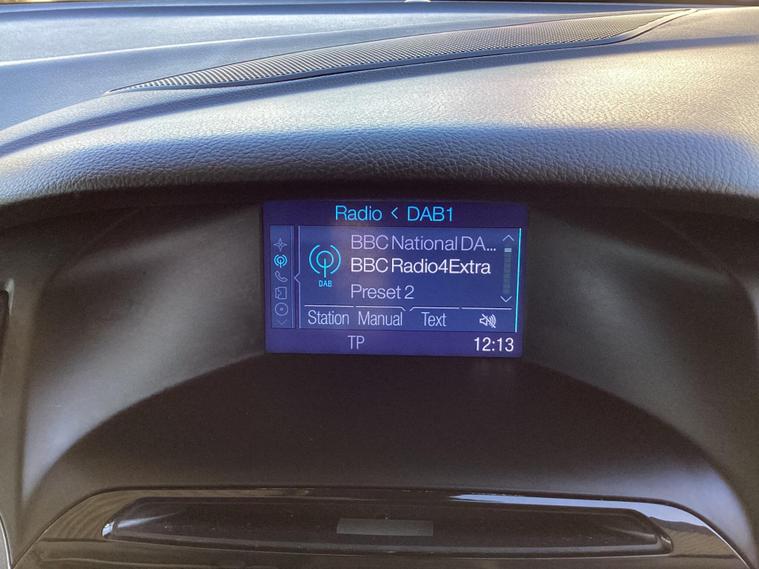 Radio < DAB1
BBC National DA...
BBC Radio4Extra
DAB
Preset 2
Station Manual Text
TP 12:13